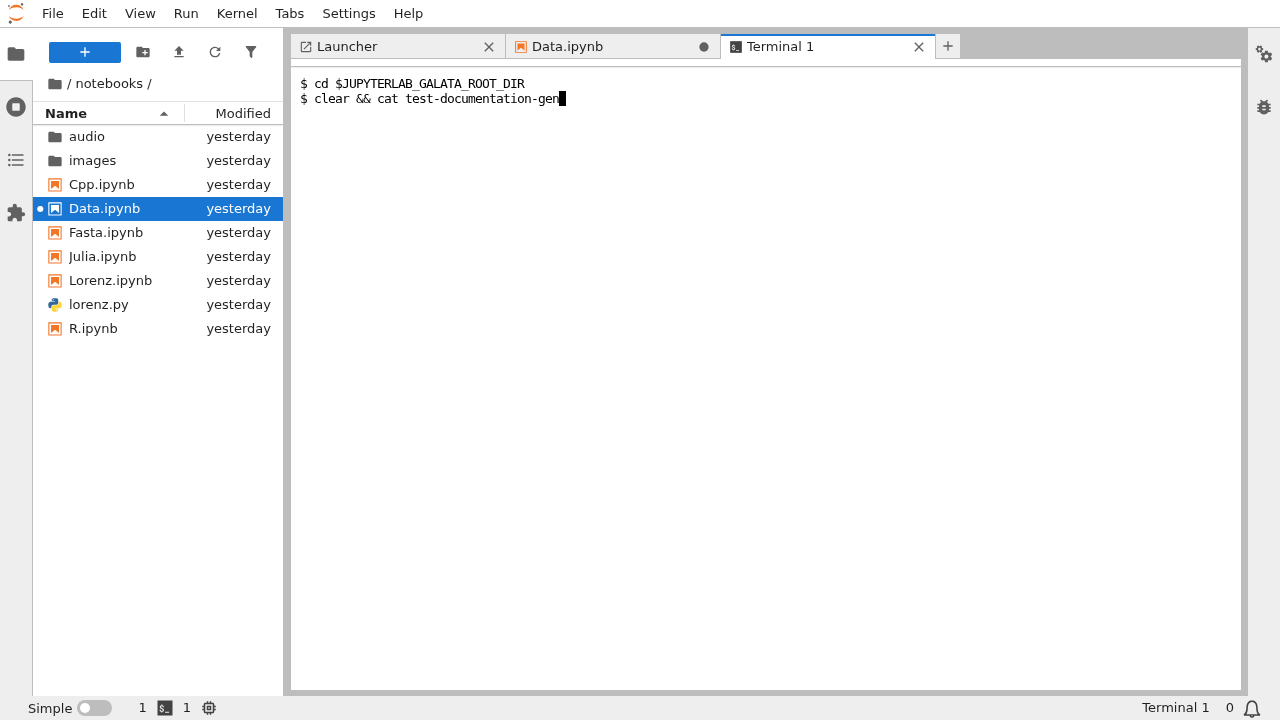 File Edit View Run Kernel Tabs Settings Help
Launcher
Data.ipynb
Terminal 1
/ notebooks /
Name Modified
audio yesterday
images yesterday
Cpp.ipynb yesterday
Data.ipynb yesterday
Fasta.ipynb yesterday
Julia.ipynb yesterday
Lorenz.ipynb yesterday
lorenz.py yesterday
R.ipynb yesterday
$ cd $JUPYTERLAB_GALATA_ROOT_DIR
$ clear && cat test-documentation-gen
Simple 1 $_ 1 Terminal 1 0